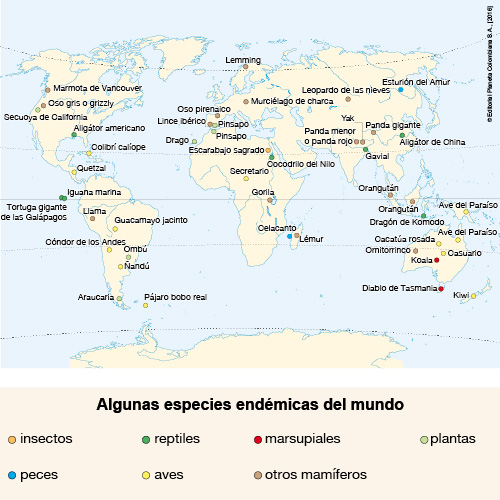 © Editorial Planeta Colombiana S. A., (2016)
Lemming
Marmota de Vancouver
Oso gris o grizzly
Secuoya de California
Aligátor americano
Colibrí calíope
Quetzal
Iguana marina
Tortuga gigante
de las Galápagos
Llama
Guacamayo jacinto
Cóndor de los Andes
Ombú
Ñandú
Araucaria
Pájaro bobo real
Oso pirenaico
Lince ibérico
Pinsapo
Pinsapo
Drago
Murciélago de charca
Escarabajo sagrado
Cocodrilo del Nilo
Secretario
Gorila
Celacanto
Lémur
Leopardo de las nieves
Esturión del Amur
Yak
Panda menor
o panda rojo
Panda gigante
Aligátor de China
Gavial
Orangután
Orangután
Dragón de Komodo
Ave del Paraíso
Ave del Paraíso
Cacatúa rosada
Omitorrinco
Koala
Casuario
Diablo de Tasmania
Kiwi
Algunas especies endémicas del mundo
insectos
reptiles
marsupiales
plantas
peces
aves
otros mamíferos